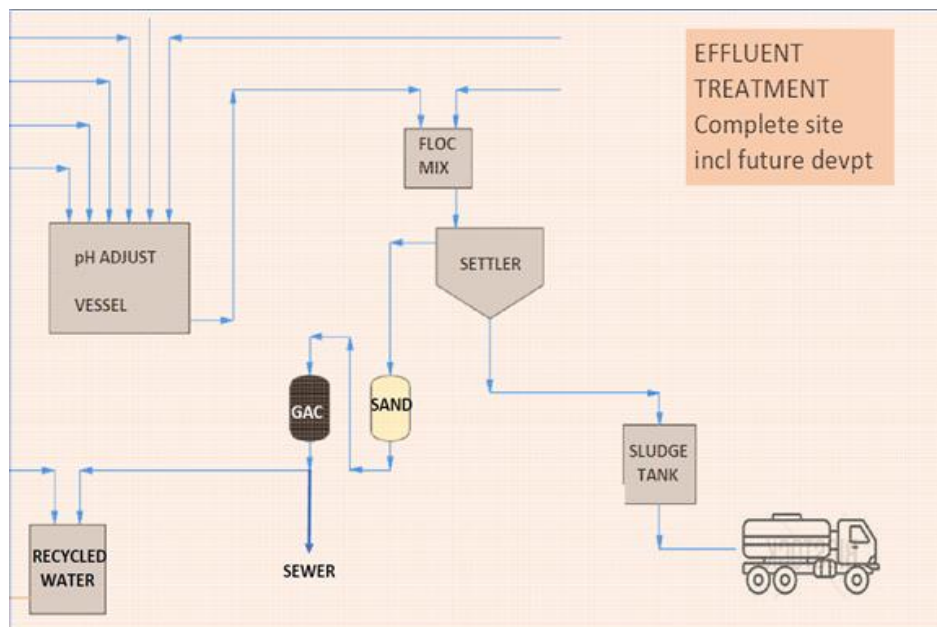 EFFLUENT
TREATMENT
Complete site
incl future devpt
FLOC
MIX
pH ADJUST
VESSEL
SETTLER
GAC
SAND
SLUDGE
TANK
RECYCLED
WATER
SEWER